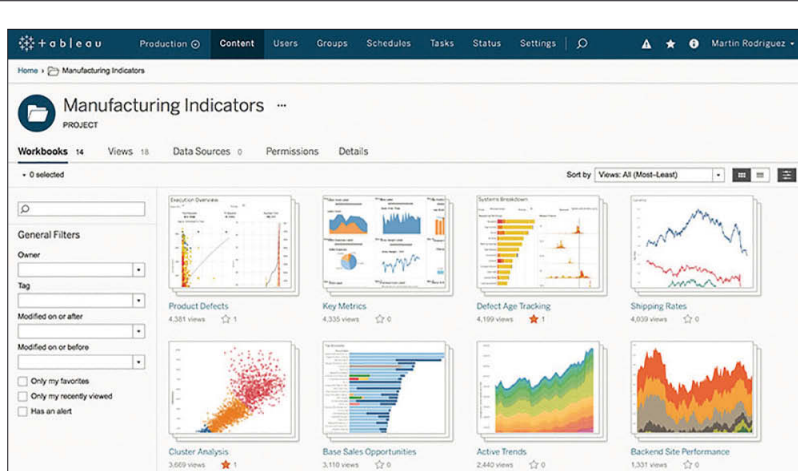 +ableau Production Content Users Groups Schedules Tasks Status Settings Martin Rodriguez
Home › Manufacturing Indicators
Manufacturing Indicators ...
PROJECT
Workbooks 14 Views 18 Data Sources 0 Permissions Details
0 selected Sort by Views: All (Most–Least)
General Filters
Owner
Tag
Modified on or after
Modified on or before
Only my favorites
Only my recently viewed
Has an alert
Execution Overview
Systems Breakdown
Product Defects Key Metrics Defect Age Tracking Shipping Rates
4,381 views 1 4,335 views 0 4,199 views 1 4,039 views 0
Cluster Analysis Base Sales Opportunities Active Trends Backend Site Performance
3,669 views 1 3,118 views 0 2,440 views 0 1,331 views 0